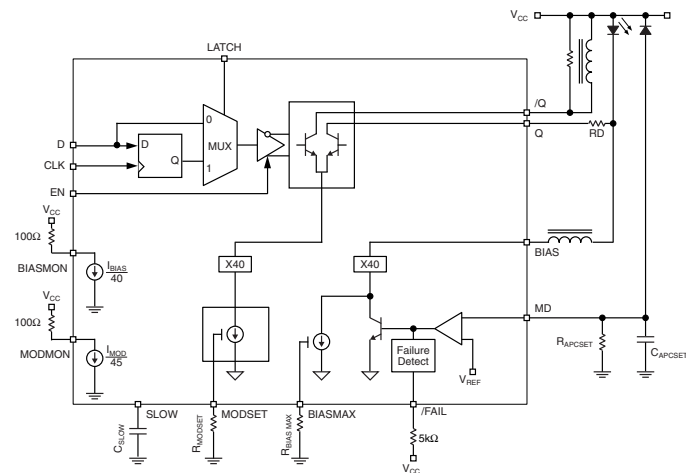 VCC
LATCH
/Q
Q
RD
0
D
D
Q
MUX
1
CLK
EN
VCC
100Ω
BIASMON
IBIAS
40
X40
X40
BIAS
VCC
100Ω
MODMON
IMOD
45
MD
Failure
Detect
VREF
RAPCSET
CAPCSET
SLOW
MODSET
BIASMAX
/FAIL
CSLOW
RMODSET
RBIAS MAX
5kΩ
VCC